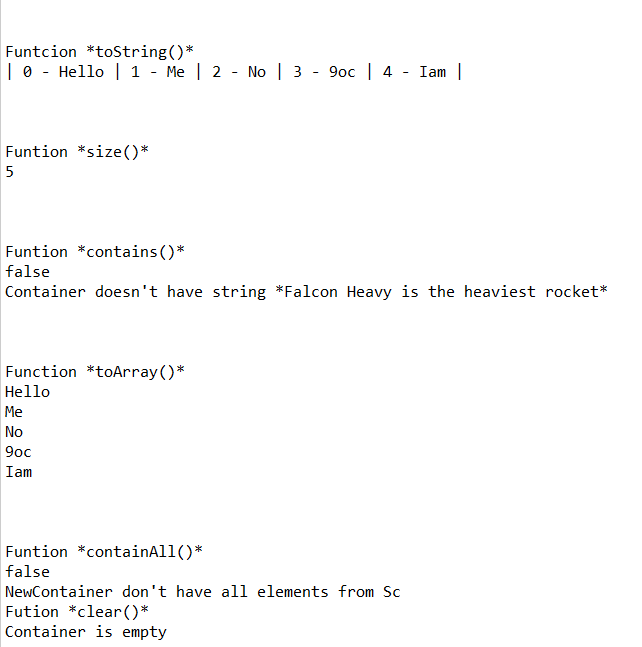 Funtcion *toString()*
| 0 - Hello | 1 - Me | 2 - No | 3 - 9oc | 4 - Iam |
Funtion *size()*
5
Funtion *contains()*
false
Container doesn't have string *Falcon Heavy is the heaviest rocket*
Function *toArray()*
Hello
Me
No
9oc
Iam
Funtion *containAll()*
false
NewContainer don't have all elements from Sc
Fution *clear()*
Container is empty